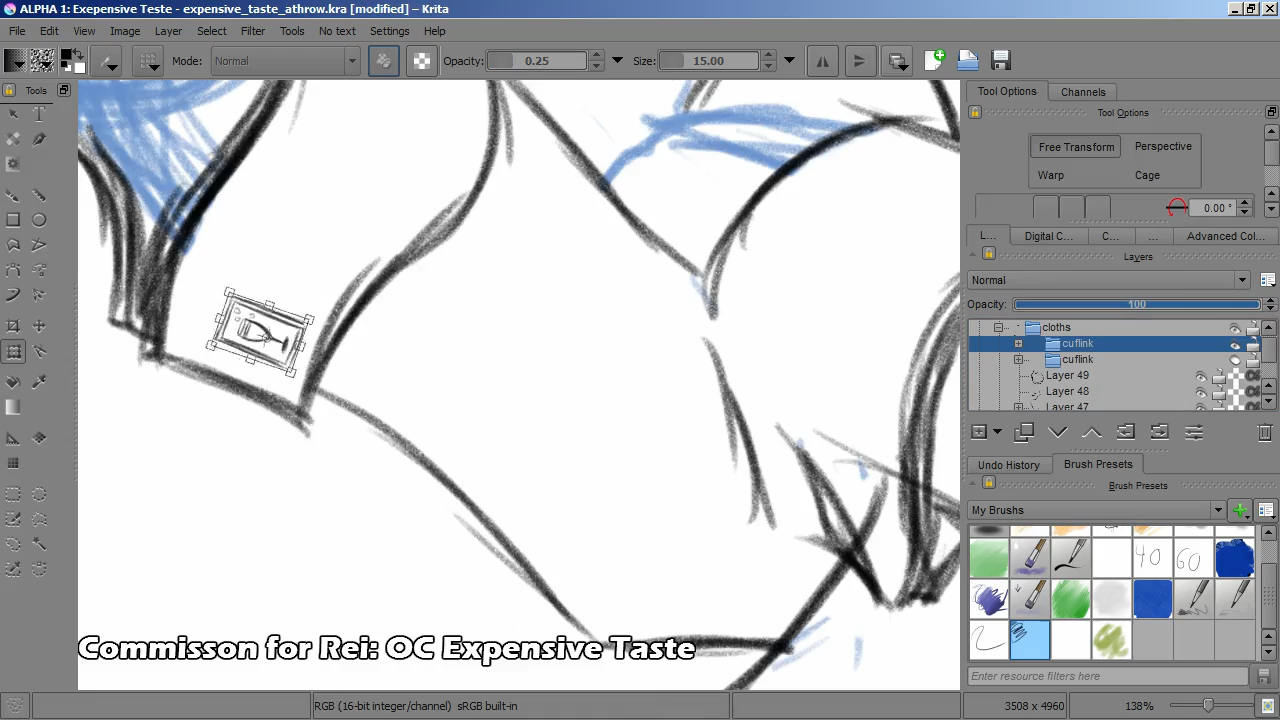 ALPHA 1: Exepensive Teste - expensive_taste_athrow.kra [modified] – Krita
File Edit View Image Layer Select Filter Tools No text Settings Help
Mode: Normal Opacity: 0.25 Size: 15.00
Tools
Tool Options Channels
Tool Options
Free Transform Perspective
Warp Cage
0.00 °
L... Digital C... C... ... Advanced Col...
Layers
Normal
Opacity: 100
cloths
cuflink
cuflink
Layer 49
Layer 48
Layer 47
Undo History Brush Presets
Brush Presets
My Brushs
40 60
Enter resource filters here
Commisson for Rei: OC Expensive Taste
RGB (16-bit integer/channel) sRGB built-in 3508 x 4960 138%